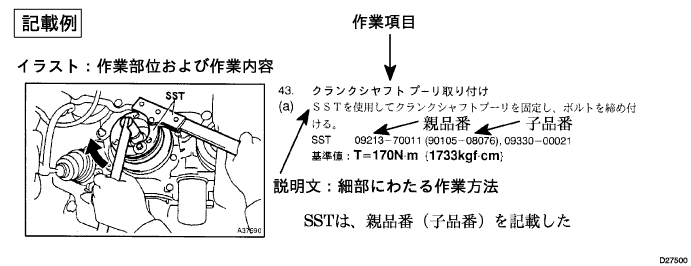 記載例
作業項目
イラスト：作業部位および作業内容
SST
A37690
43. クランクシャフト プーリ取り付け
(a) ＳＳＴを使用してクランクシャフトプーリを固定し、ボルトを締め付
ける。
親品番 子品番
SST 09213-70011 (90105-08076), 09330-00021
基準値：T=170N·m {1733kgf·cm}
説明文：細部にわたる作業方法
SSTは、親品番（子品番）を記載した
D27500